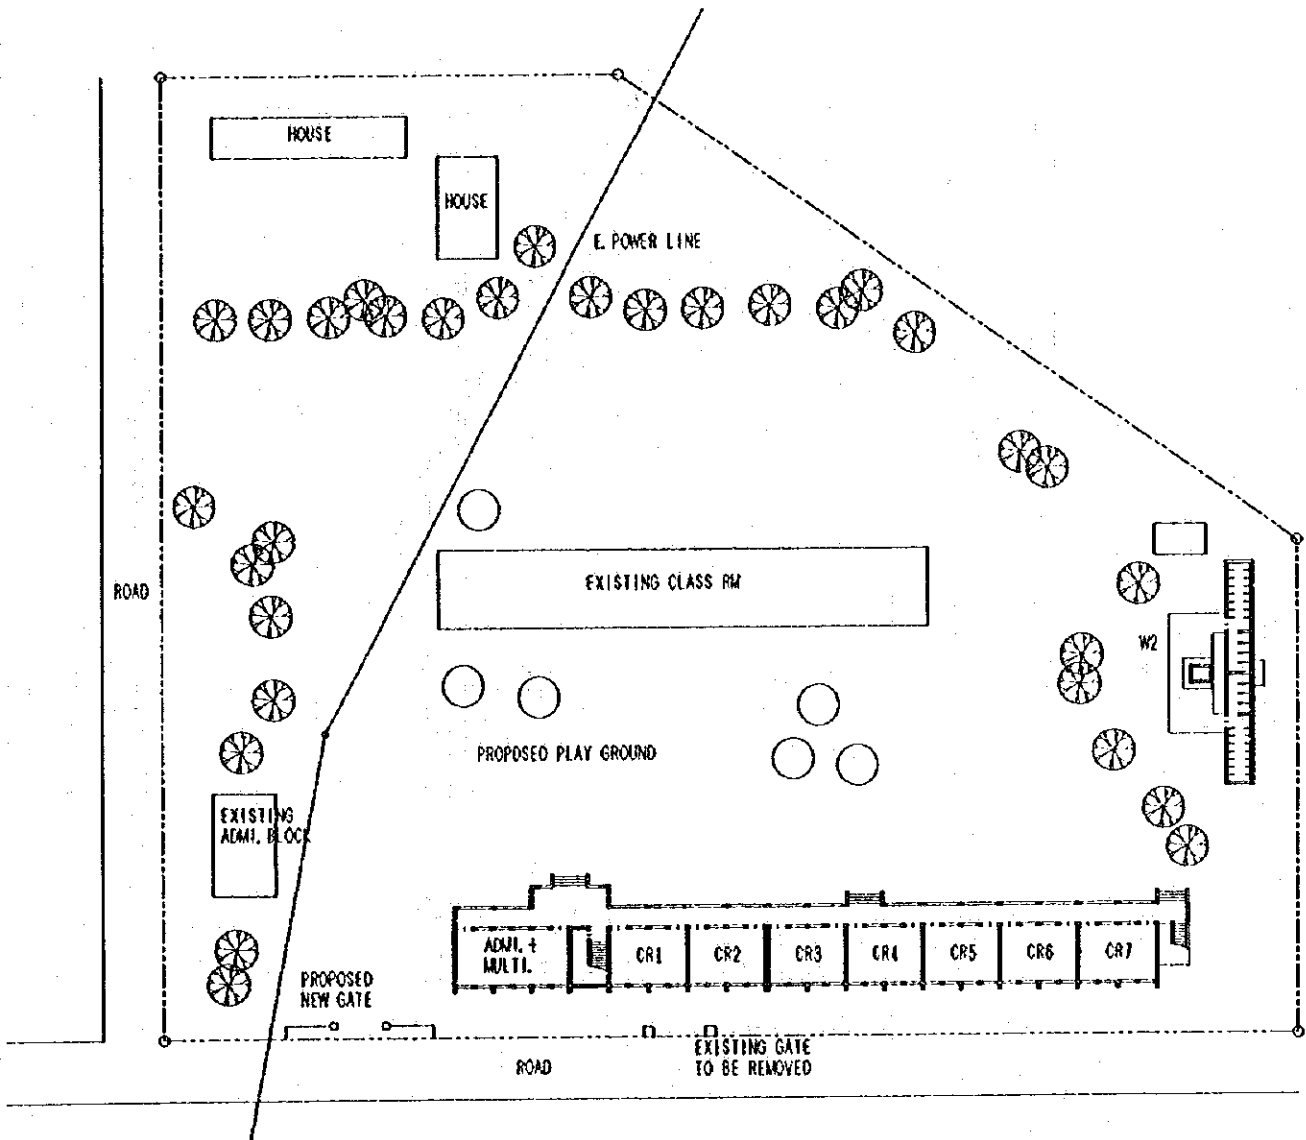 HOUSE
HOUSE
E. POWER LINE
EXISTING CLASS RM
ROAD
W2
PROPOSED PLAY GROUND
EXISTING
ADMI. BLOCK
ADMI. +
MULTI.
CR1
CR2
CR3
CR4
CR5
CR6
CR7
PROPOSED
NEW GATE
EXISTING GATE
TO BE REMOVED
ROAD